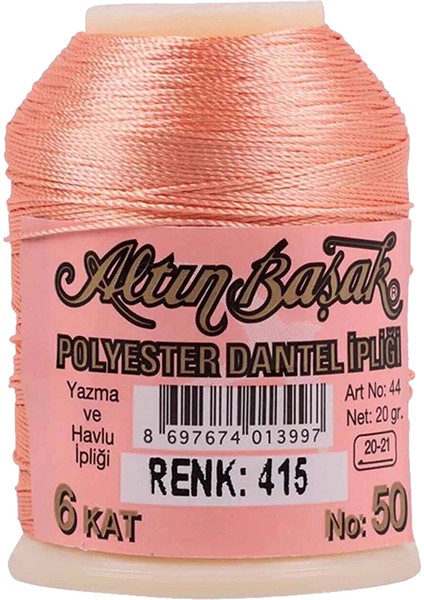 Altın Başak ®
POLYESTER DANTEL İPLİĞİ
Yazma
ve
Havlu
İpliği
8 697674 013997
RENK: 415
Art No: 44
Net: 20 gr.
20-21
6 KAT
No: 50